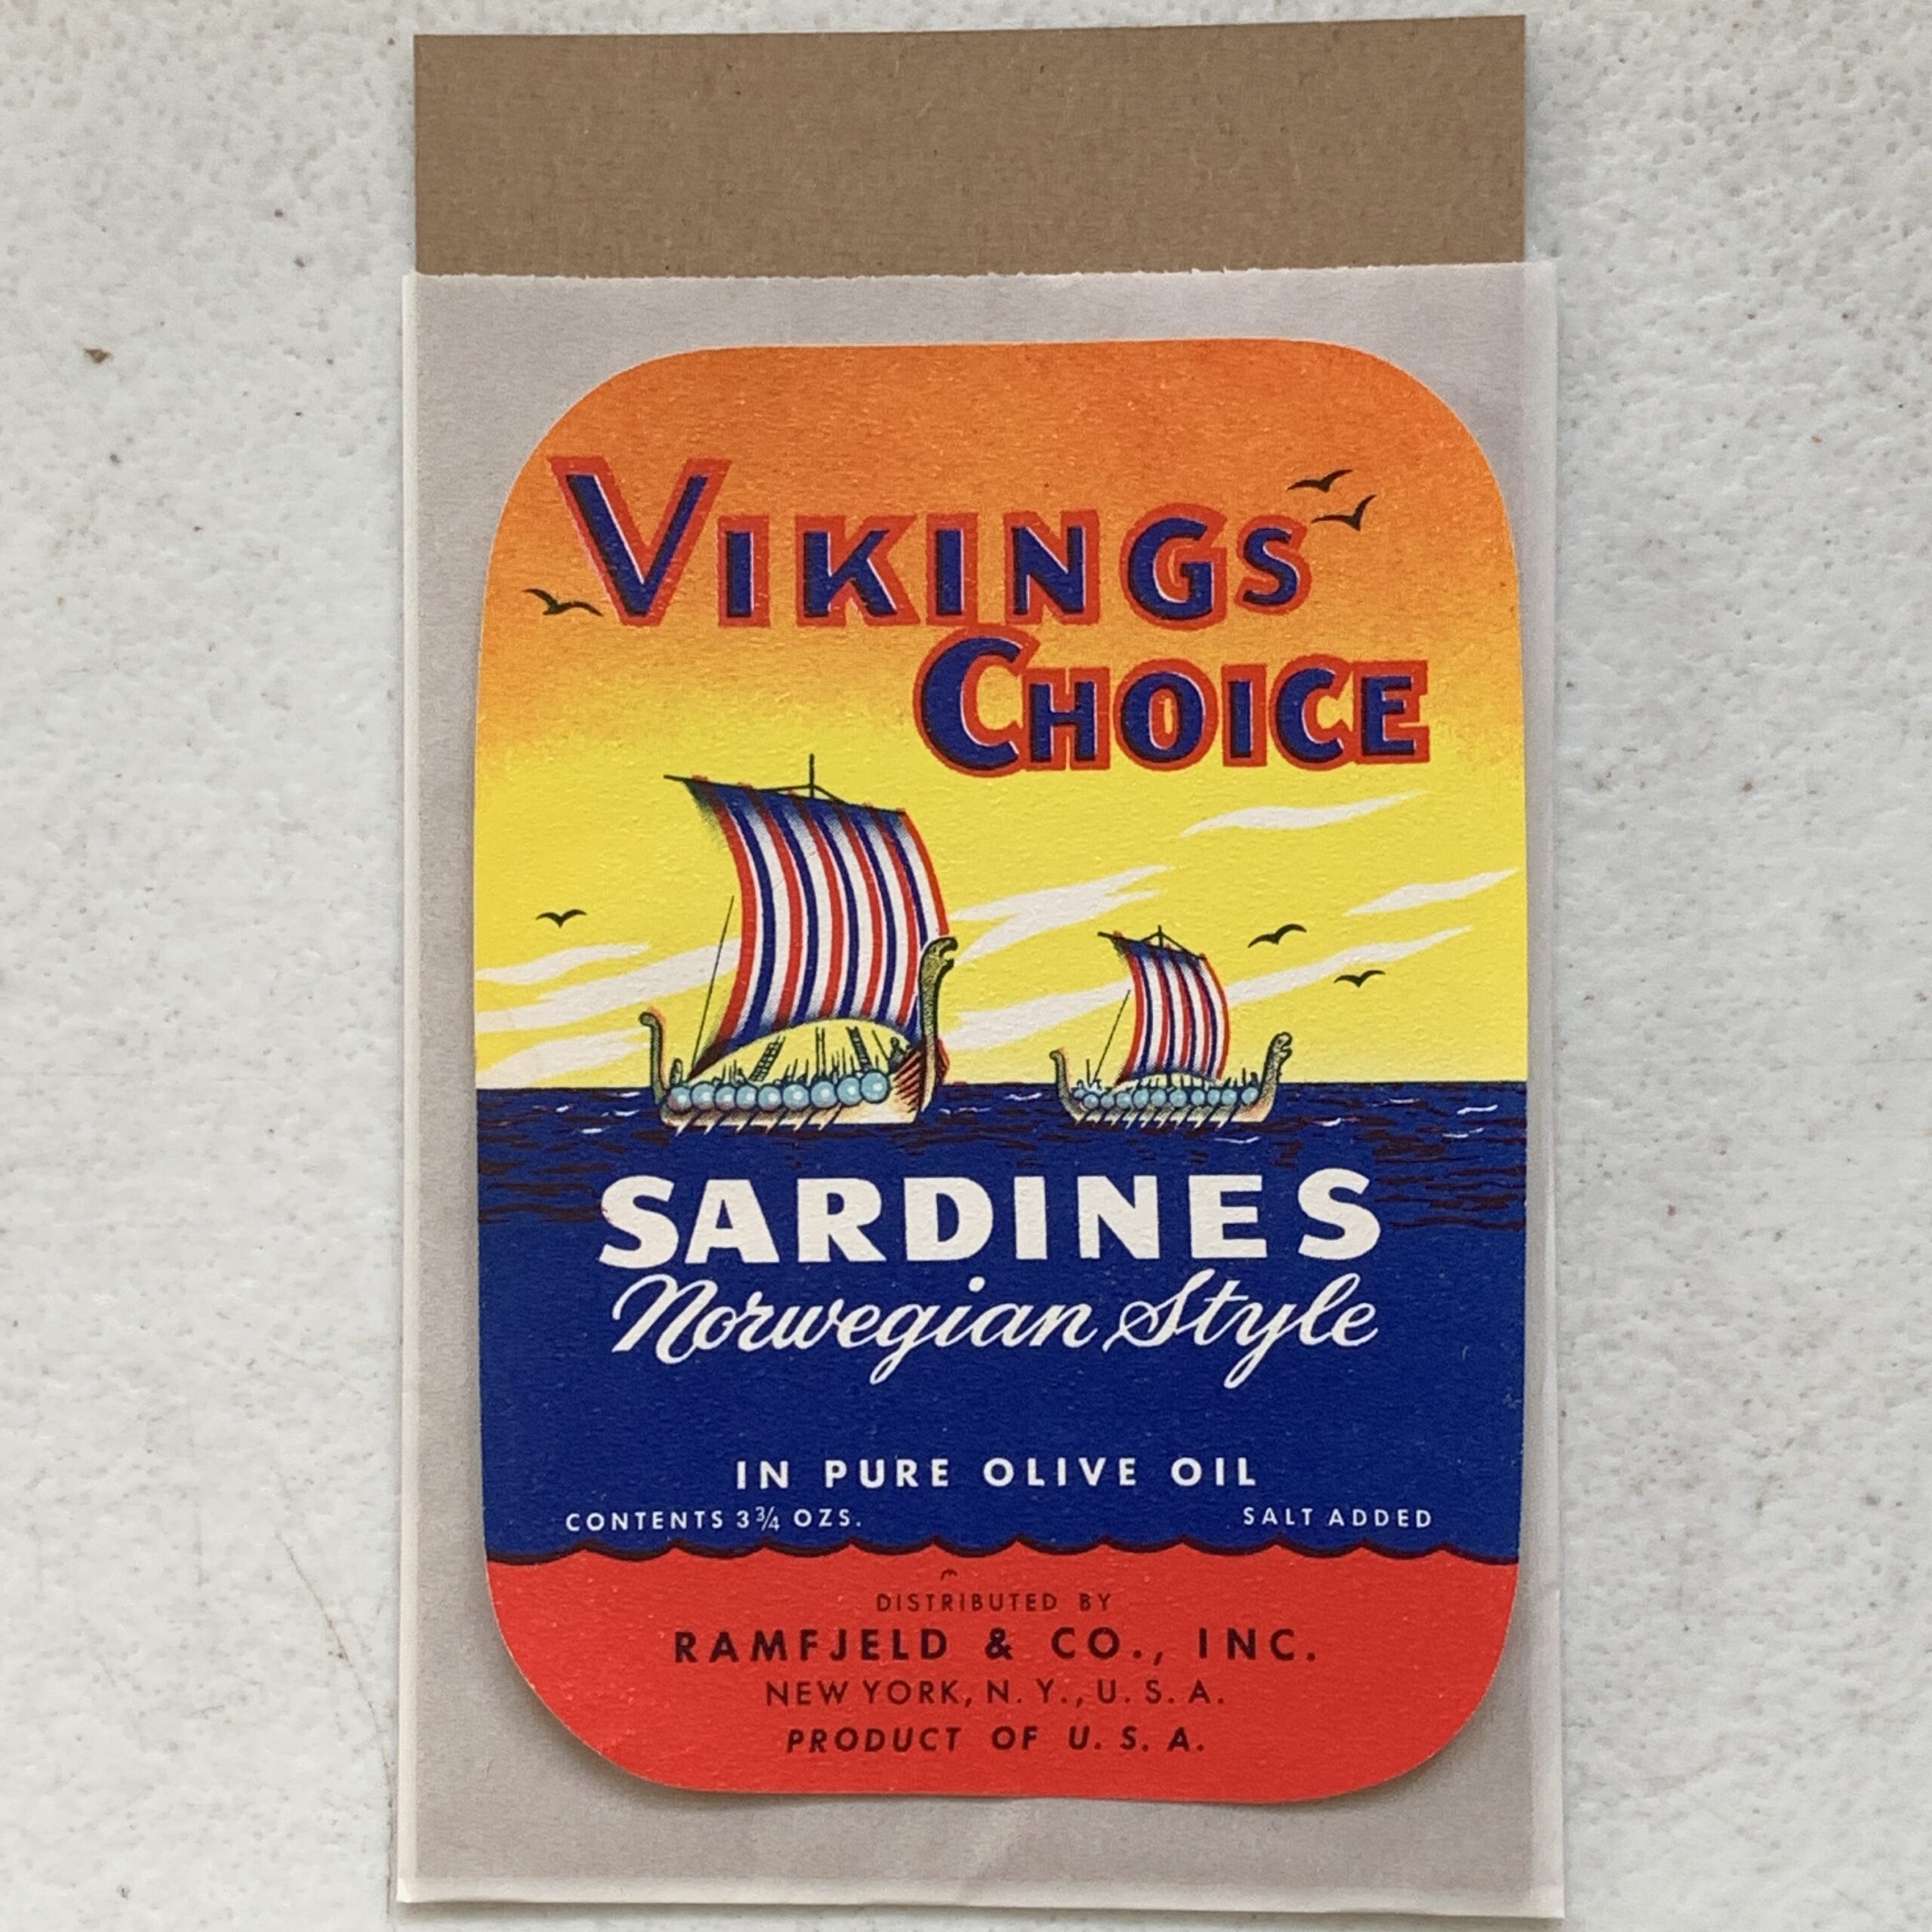 VIKINGS
CHOICE
SARDINES
Norwegian Style
IN PURE OLIVE OIL
CONTENTS 3¾ OZS.
SALT ADDED
DISTRIBUTED BY
RAMFJELD & CO., INC.
NEW YORK, N. Y., U. S. A.
PRODUCT OF U. S. A.